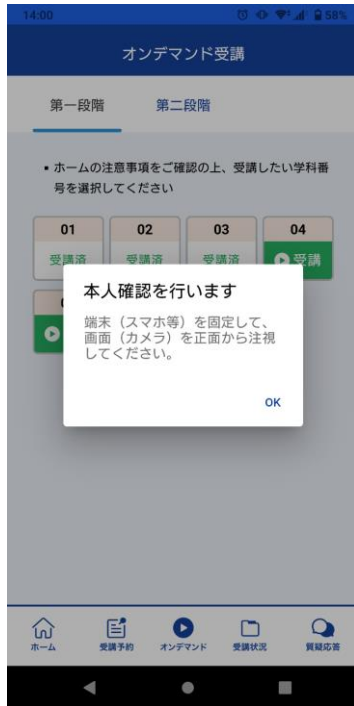 14:00
58%
オンデマンド受講
第一段階
第二段階
• ホームの注意事項をご確認の上、受講したい学科番
号を選択してください
01
02
03
04
受講済
受講済
受講済
受講
本人確認を行います
端末（スマホ等）を固定して、
画面（カメラ）を正面から注視
してください。
OK
ホーム
受講予約
オンデマンド
受講状況
質疑応答